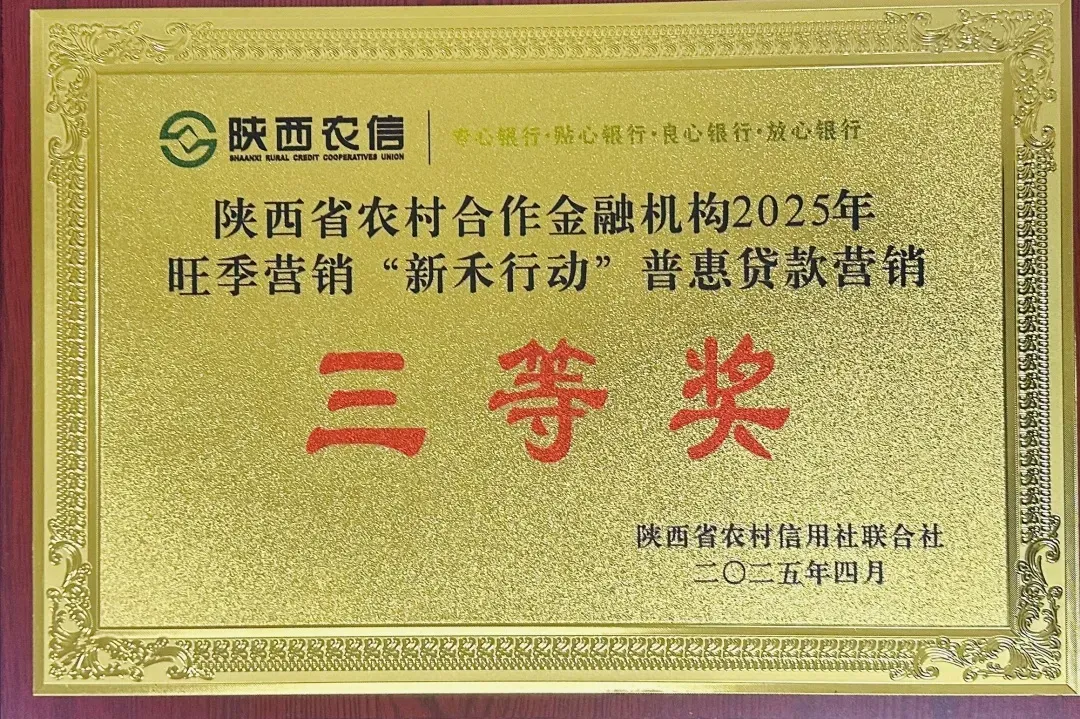 陕西农信
SHAANXI RURAL CREDIT COOPERATIVES UNION
专心银行·贴心银行·良心银行·放心银行
陕西省农村合作金融机构2025年
旺季营销“新禾行动”普惠贷款营销
三等奖
陕西省农村信用社联合社
二〇二五年四月